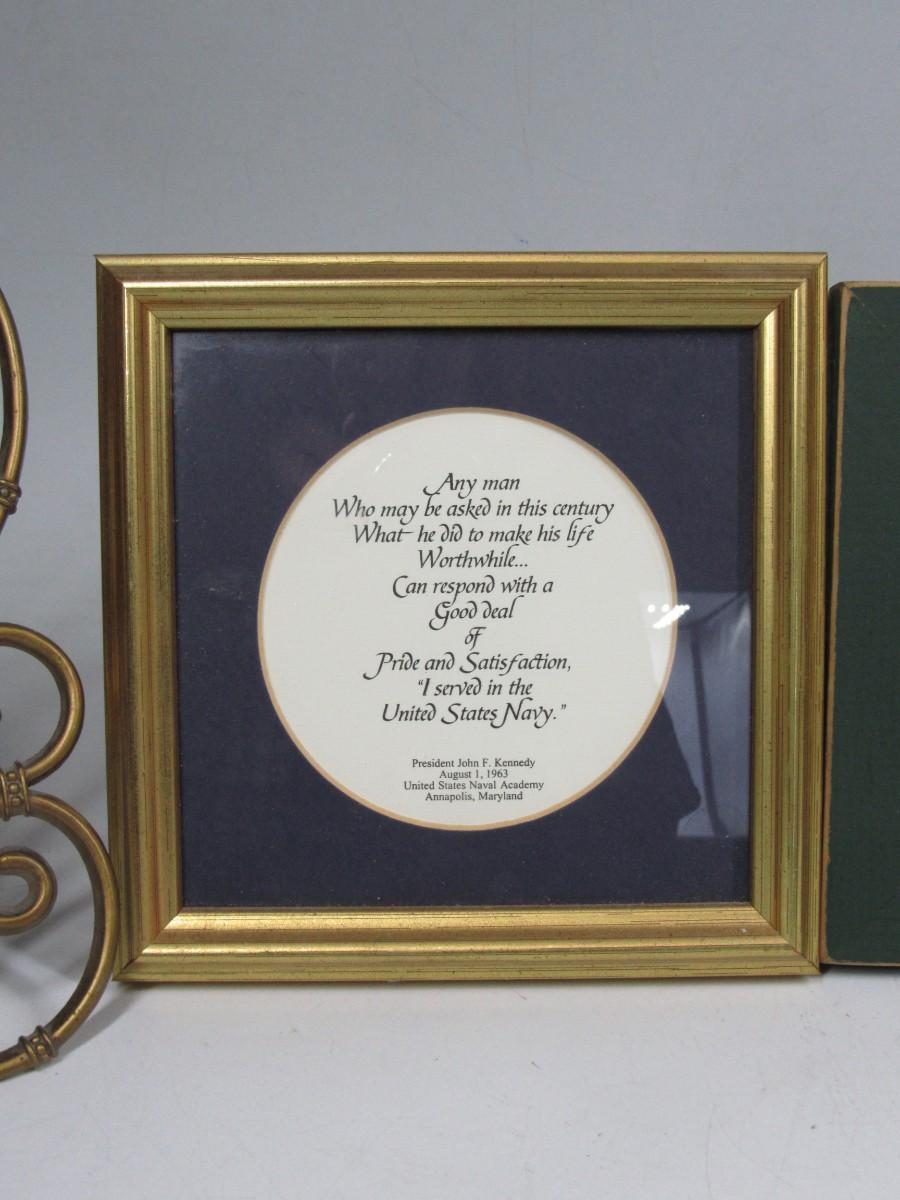 Any man
Who may be asked in this century
What he did to make his life
Worthwhile...
Can respond with a
Good deal
of
Pride and Satisfaction,
“I served in the
United States Navy.”
President John F. Kennedy
August 1, 1963
United States Naval Academy
Annapolis, Maryland